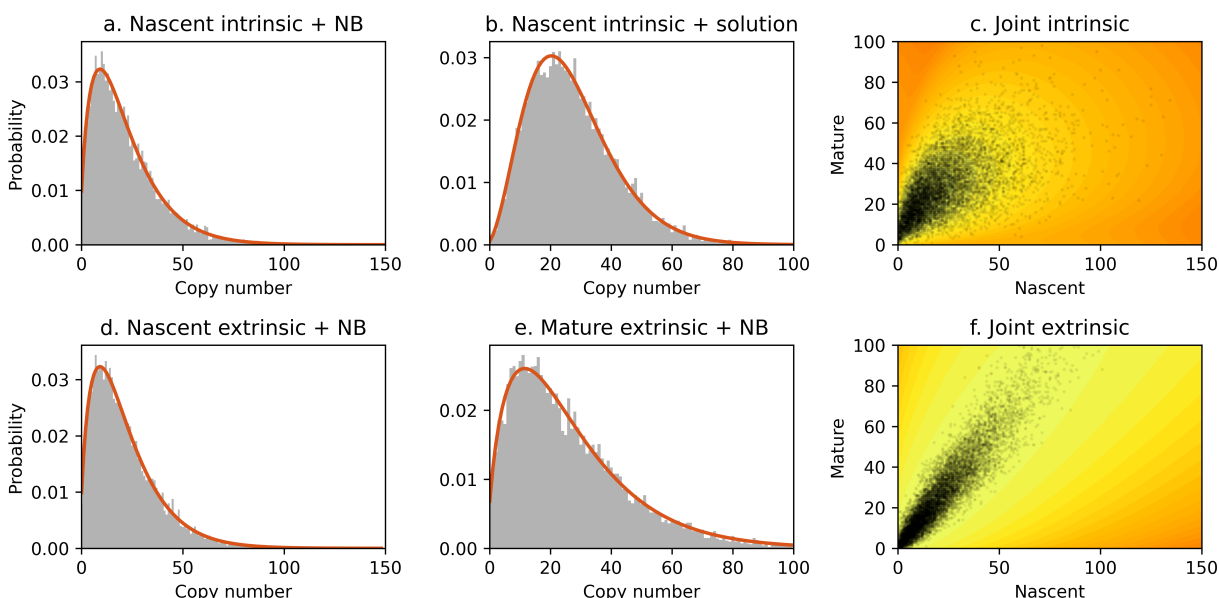 a. Nascent intrinsic + NB
Probability
0.03
0.02
0.01
0.00
0 50 100 150
Copy number
b. Nascent intrinsic + solution
0.03
0.02
0.01
0.00
0 20 40 60 80 100
Copy number
c. Joint intrinsic
Mature
100
80
60
40
20
0
0 50 100 150
Nascent
d. Nascent extrinsic + NB
Probability
0.03
0.02
0.01
0.00
0 50 100 150
Copy number
e. Mature extrinsic + NB
0.02
0.01
0.00
0 20 40 60 80 100
Copy number
f. Joint extrinsic
Mature
100
80
60
40
20
0
0 50 100 150
Nascent